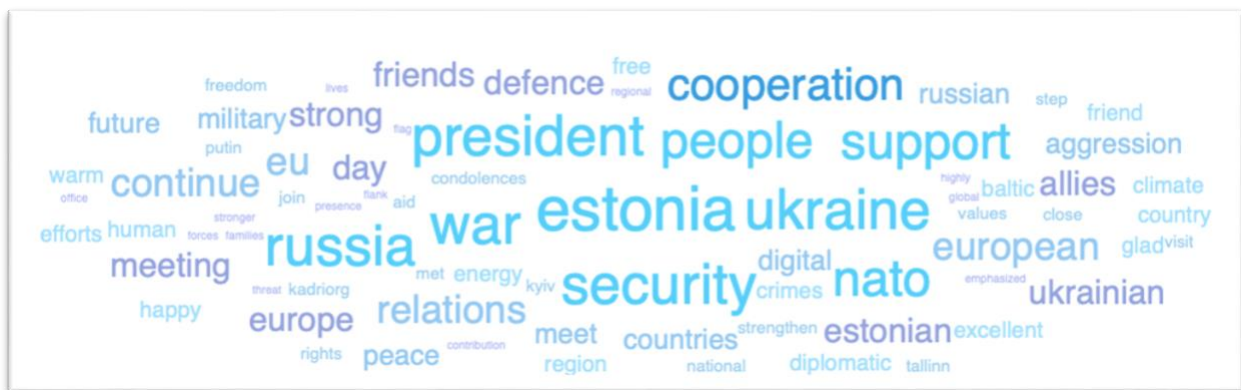 freedom lives friends defence free regional cooperation russian step friend
future military strong flag president people support aggression
putin eu day condolences highly baltic allies climate
warm office continue join presence flank aid global values close country
efforts human stronger forces families russia war estonia ukraine european glad visit
meeting threat kadriorg met energy kyiv security digital crimes nato emphasized ukrainian
happy europe relations meet countries strengthen estonian excellent
rights peace contribution region national diplomatic tallinn